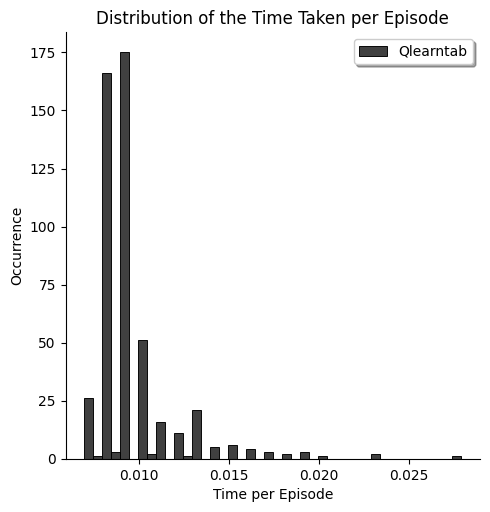 Distribution of the Time Taken per Episode
Qlearntab
175
150
125
100
75
50
25
0
Occurrence
0.010 0.015 0.020 0.025
Time per Episode